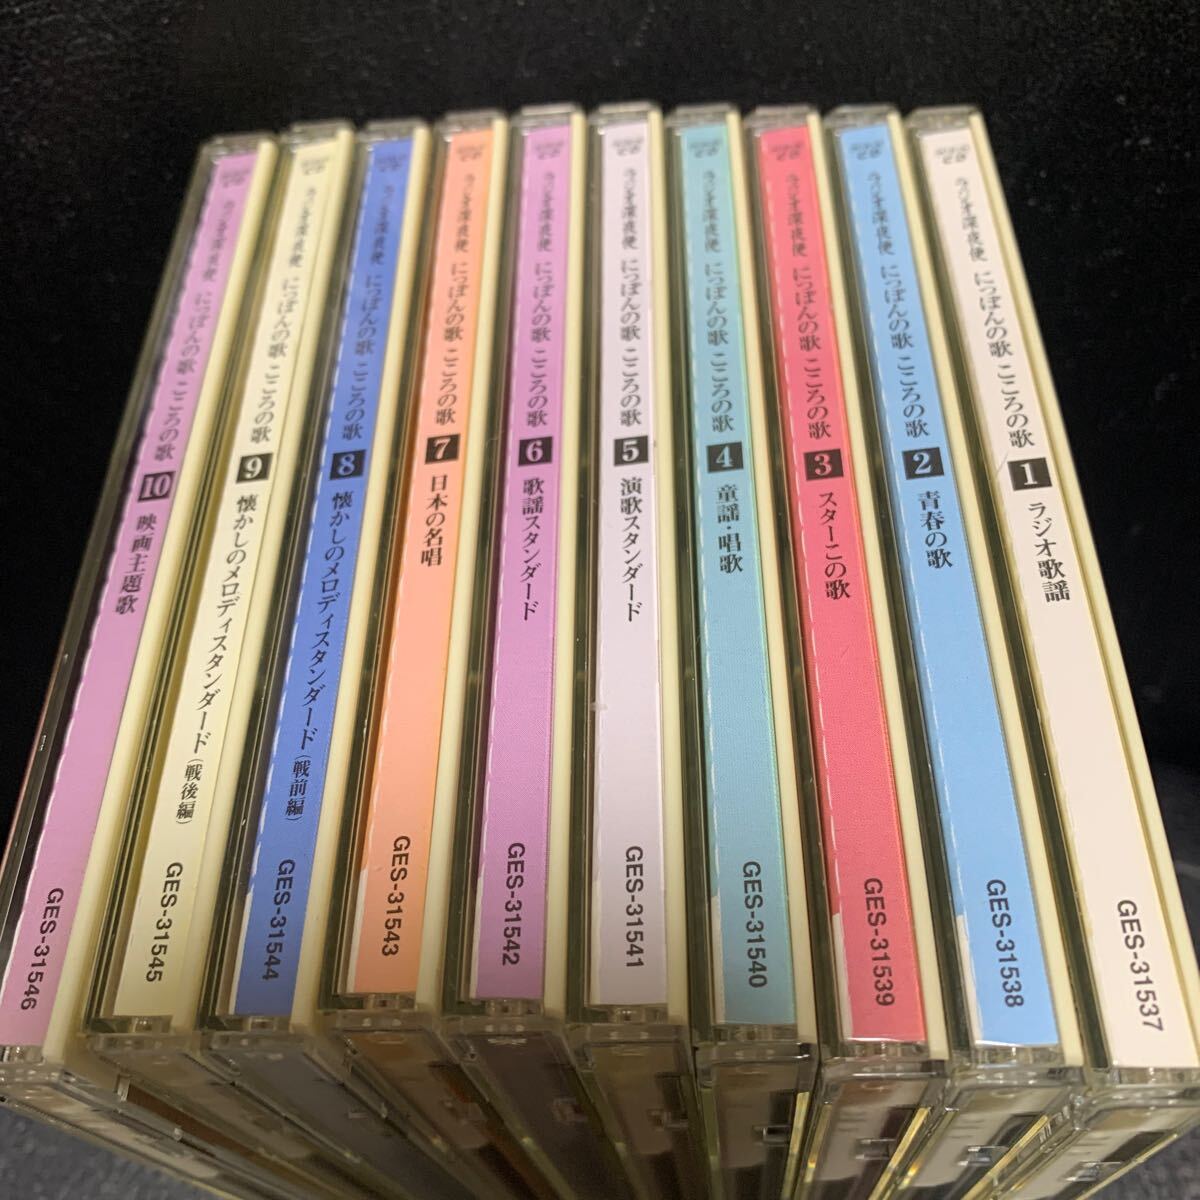 ラジオ深夜便 にっぽんの歌 こころの歌 10 映画主題歌 GES-31546
ラジオ深夜便 にっぽんの歌 こころの歌 9 懐かしのメロディスタンダード(戦後編) GES-31545
ラジオ深夜便 にっぽんの歌 こころの歌 8 懐かしのメロディスタンダード(戦前編) GES-31544
ラジオ深夜便 にっぽんの歌 こころの歌 7 日本の名唱 GES-31543
ラジオ深夜便 にっぽんの歌 こころの歌 6 歌謡スタンダード GES-31542
ラジオ深夜便 にっぽんの歌 こころの歌 5 演歌スタンダード GES-31541
ラジオ深夜便 にっぽんの歌 こころの歌 4 童謡・唱歌 GES-31540
ラジオ深夜便 にっぽんの歌 こころの歌 3 スターこの歌 GES-31539
ラジオ深夜便 にっぽんの歌 こころの歌 2 青春の歌 GES-31538
ラジオ深夜便 にっぽんの歌 こころの歌 1 ラジオ歌謡 GES-31537